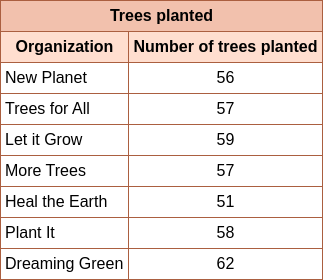 Trees planted
Organization Number of trees planted
New Planet 56
Trees for All 57
Let it Grow 59
More Trees 57
Heal the Earth 51
Plant It 58
Dreaming Green 62